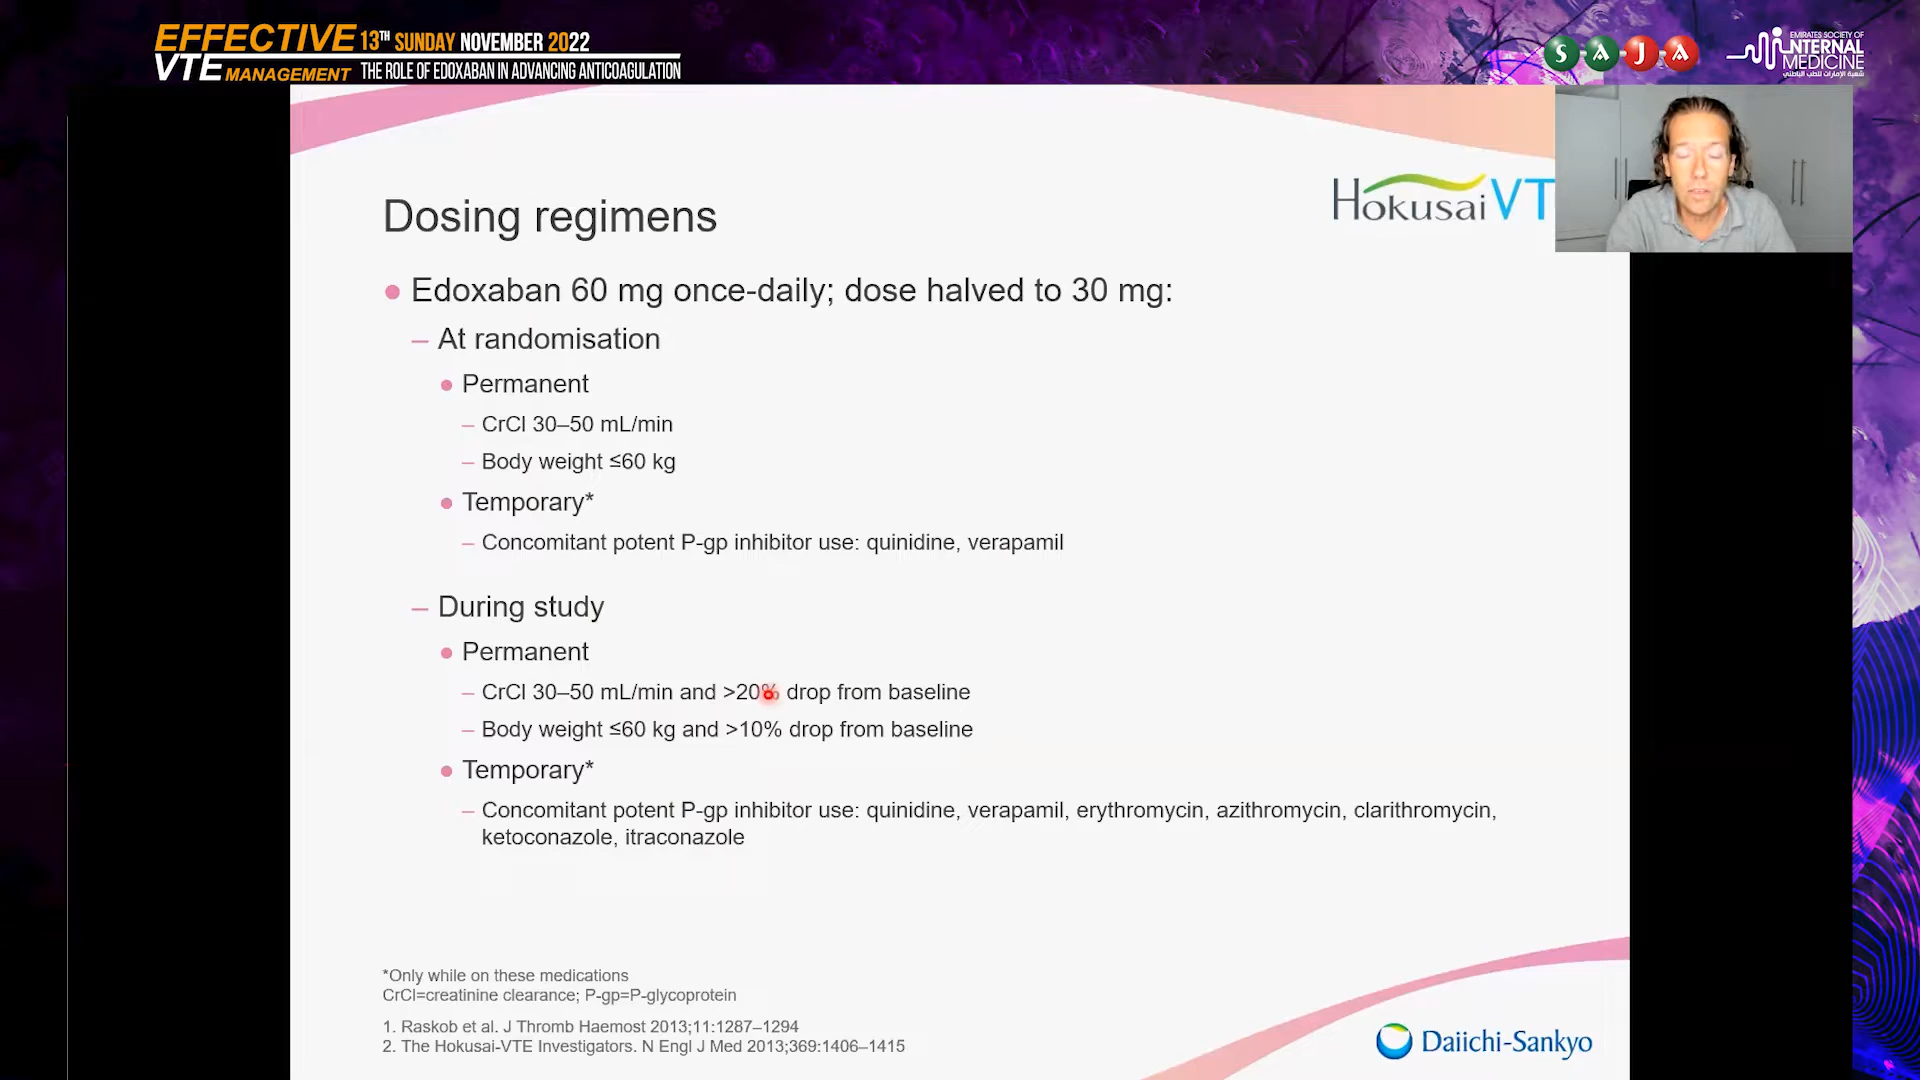 EFFECTIVE 13TH SUNDAY NOVEMBER 2022
VTE MANAGEMENT THE ROLE OF EDOXABAN IN ADVANCING ANTICOAGULATION
S A J A
EMIRATES SOCIETY OF
INTERNAL
MEDICINE
شعبة الإمارات للطب الباطني
Hokusai VT
Dosing regimens
● Edoxaban 60 mg once-daily; dose halved to 30 mg:
– At randomisation
● Permanent
– CrCl 30–50 mL/min
– Body weight ≤60 kg
● Temporary*
– Concomitant potent P-gp inhibitor use: quinidine, verapamil
– During study
● Permanent
– CrCl 30–50 mL/min and >20% drop from baseline
– Body weight ≤60 kg and >10% drop from baseline
● Temporary*
– Concomitant potent P-gp inhibitor use: quinidine, verapamil, erythromycin, azithromycin, clarithromycin,
ketoconazole, itraconazole
*Only while on these medications
CrCl=creatinine clearance; P-gp=P-glycoprotein
1. Raskob et al. J Thromb Haemost 2013;11:1287–1294
2. The Hokusai-VTE Investigators. N Engl J Med 2013;369:1406–1415
Daiichi-Sankyo